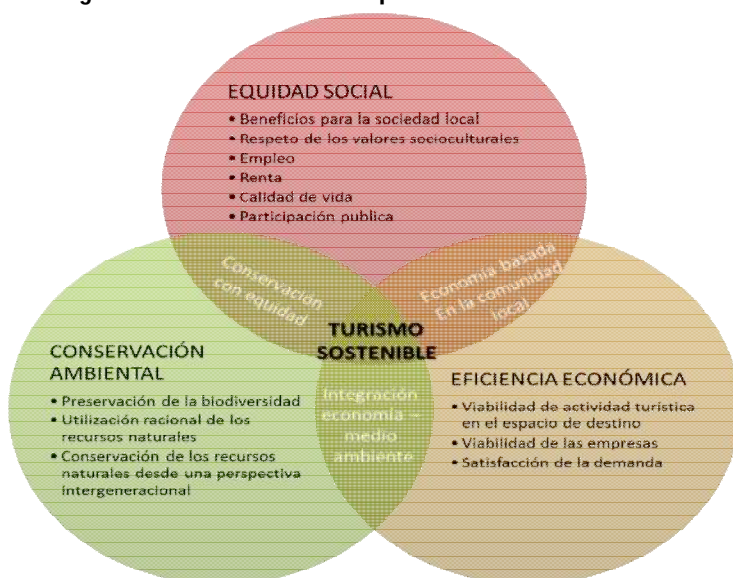 EQUIDAD SOCIAL
• Beneficios para la sociedad local
• Respeto de los valores socioculturales
• Empleo
• Renta
• Calidad de vida
• Participación publica
Conservación
con equidad
Economía basada
En la comunidad
local
TURISMO
SOSTENIBLE
CONSERVACIÓN
AMBIENTAL
• Preservación de la biodiversidad
• Utilización racional de los
recursos naturales
• Conservación de los recursos
naturales desde una perspectiva
intergeneracional
Integración
economía –
medio
ambiente
EFICIENCIA ECONÓMICA
• Viabilidad de actividad turística
en el espacio de destino
• Viabilidad de las empresas
• Satisfacción de la demanda